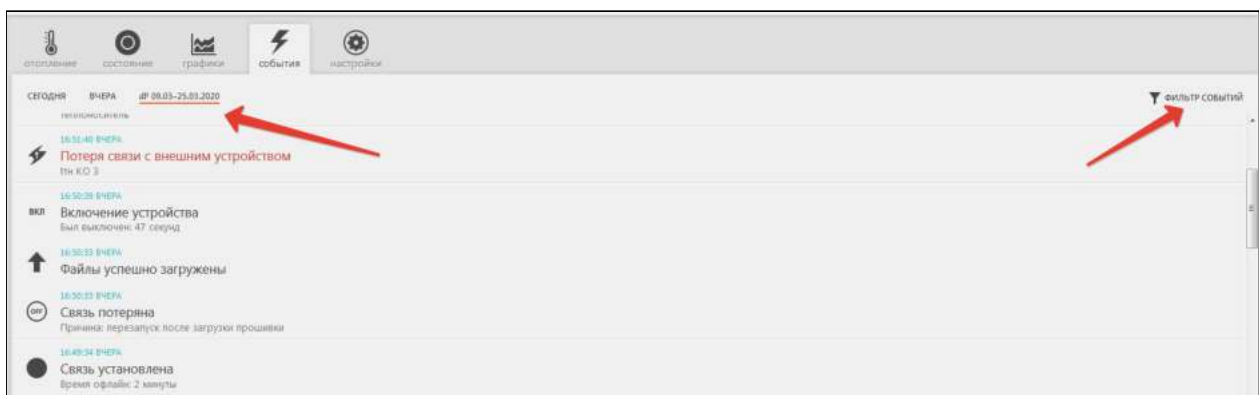 отопление
состояние
графики
события
настройки
СЕГОДНЯ ВЧЕРА 09.03-25.03.2020
ФИЛЬТР СОБЫТИЙ
теплоноситель
16:51:40 ВЧЕРА
Потеря связи с внешним устройством
КО 3
16:50:39 ВЧЕРА
ВКЛ Включение устройства
Был выключен: 47 секунд
16:50:33 ВЧЕРА
Файлы успешно загружены
16:50:33 ВЧЕРА
OFF Связь потеряна
Причина: перезапуск после загрузки прошивки
16:49:34 ВЧЕРА
Связь установлена
Время офлайн: 2 минуты